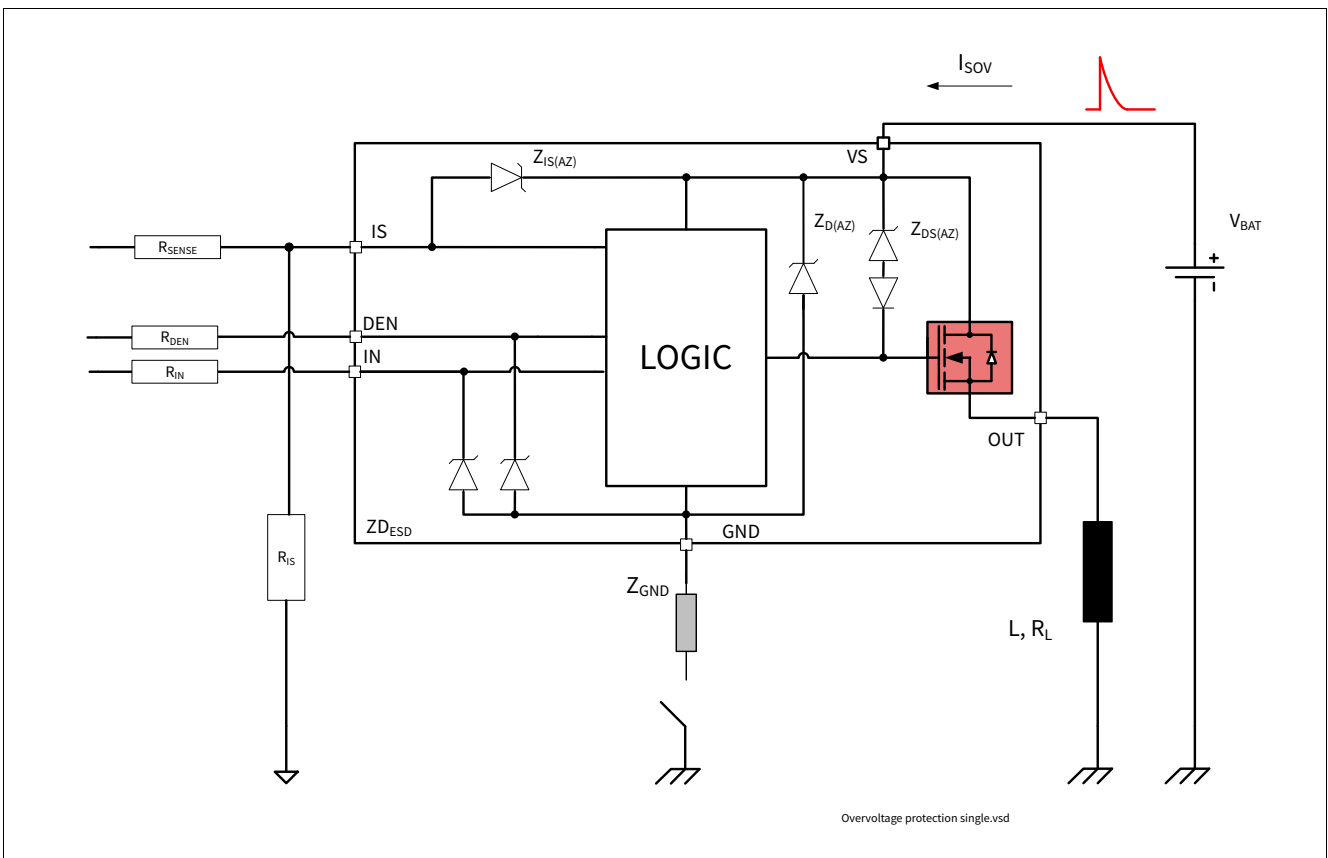 I_SOV
Z_IS(AZ)
VS
IS
Z_D(AZ)
Z_DS(AZ)
V_BAT
R_SENSE
+
-
DEN
R_DEN
IN
R_IN
LOGIC
OUT
ZD_ESD
GND
R_IS
Z_GND
L, R_L
Overvoltage protection single.vsd